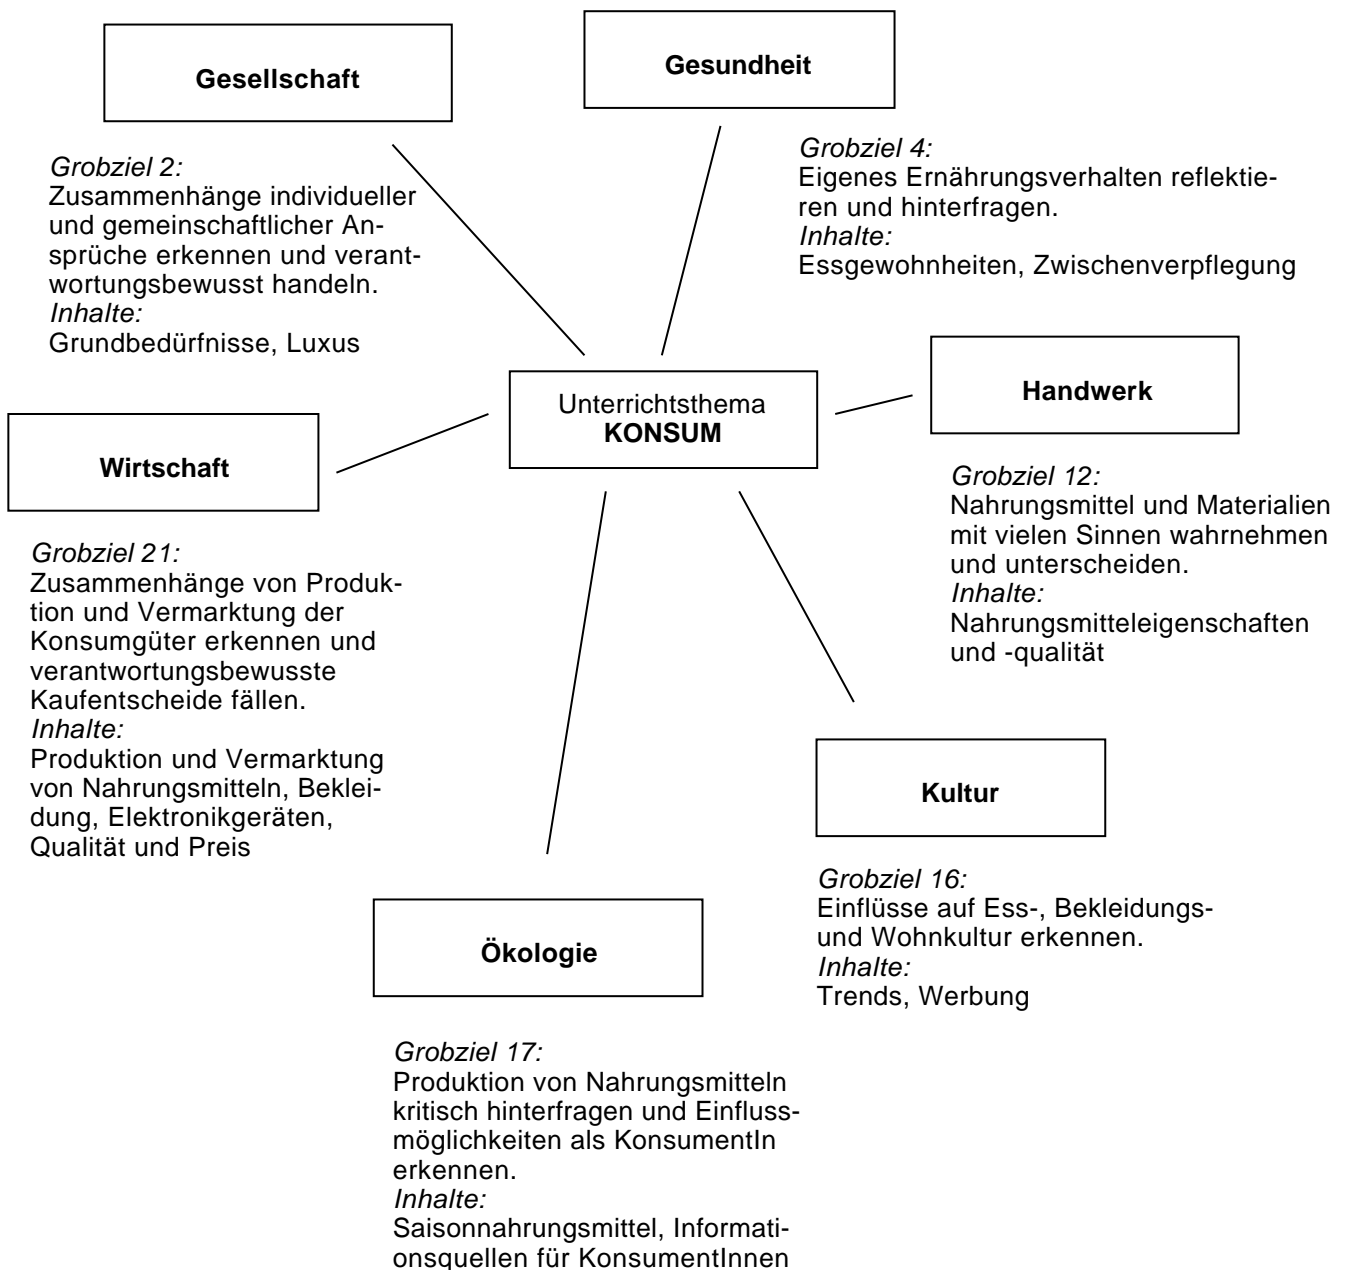 Gesellschaft
Gesundheit
Grobziel 2:
Zusammenhänge individueller
und gemeinschaftlicher An-
sprüche erkennen und verant-
wortungsbewusst handeln.
Inhalte:
Grundbedürfnisse, Luxus
Grobziel 4:
Eigenes Ernährungsverhalten reflektie-
ren und hinterfragen.
Inhalte:
Essgewohnheiten, Zwischenverpflegung
Unterrichtsthema
KONSUM
Handwerk
Grobziel 12:
Nahrungsmittel und Materialien
mit vielen Sinnen wahrnehmen
und unterscheiden.
Inhalte:
Nahrungsmitteleigenschaften
und -qualität
Wirtschaft
Grobziel 21:
Zusammenhänge von Produk-
tion und Vermarktung der
Konsumgüter erkennen und
verantwortungsbewusste
Kaufentscheide fällen.
Inhalte:
Produktion und Vermarktung
von Nahrungsmitteln, Beklei-
dung, Elektronikgeräten,
Qualität und Preis
Kultur
Grobziel 16:
Einflüsse auf Ess-, Bekleidungs-
und Wohnkultur erkennen.
Inhalte:
Trends, Werbung
Ökologie
Grobziel 17:
Produktion von Nahrungsmitteln
kritisch hinterfragen und Einfluss-
möglichkeiten als KonsumentIn
erkennen.
Inhalte:
Saisonnahrungsmittel, Informati-
onsquellen für KonsumentInnen